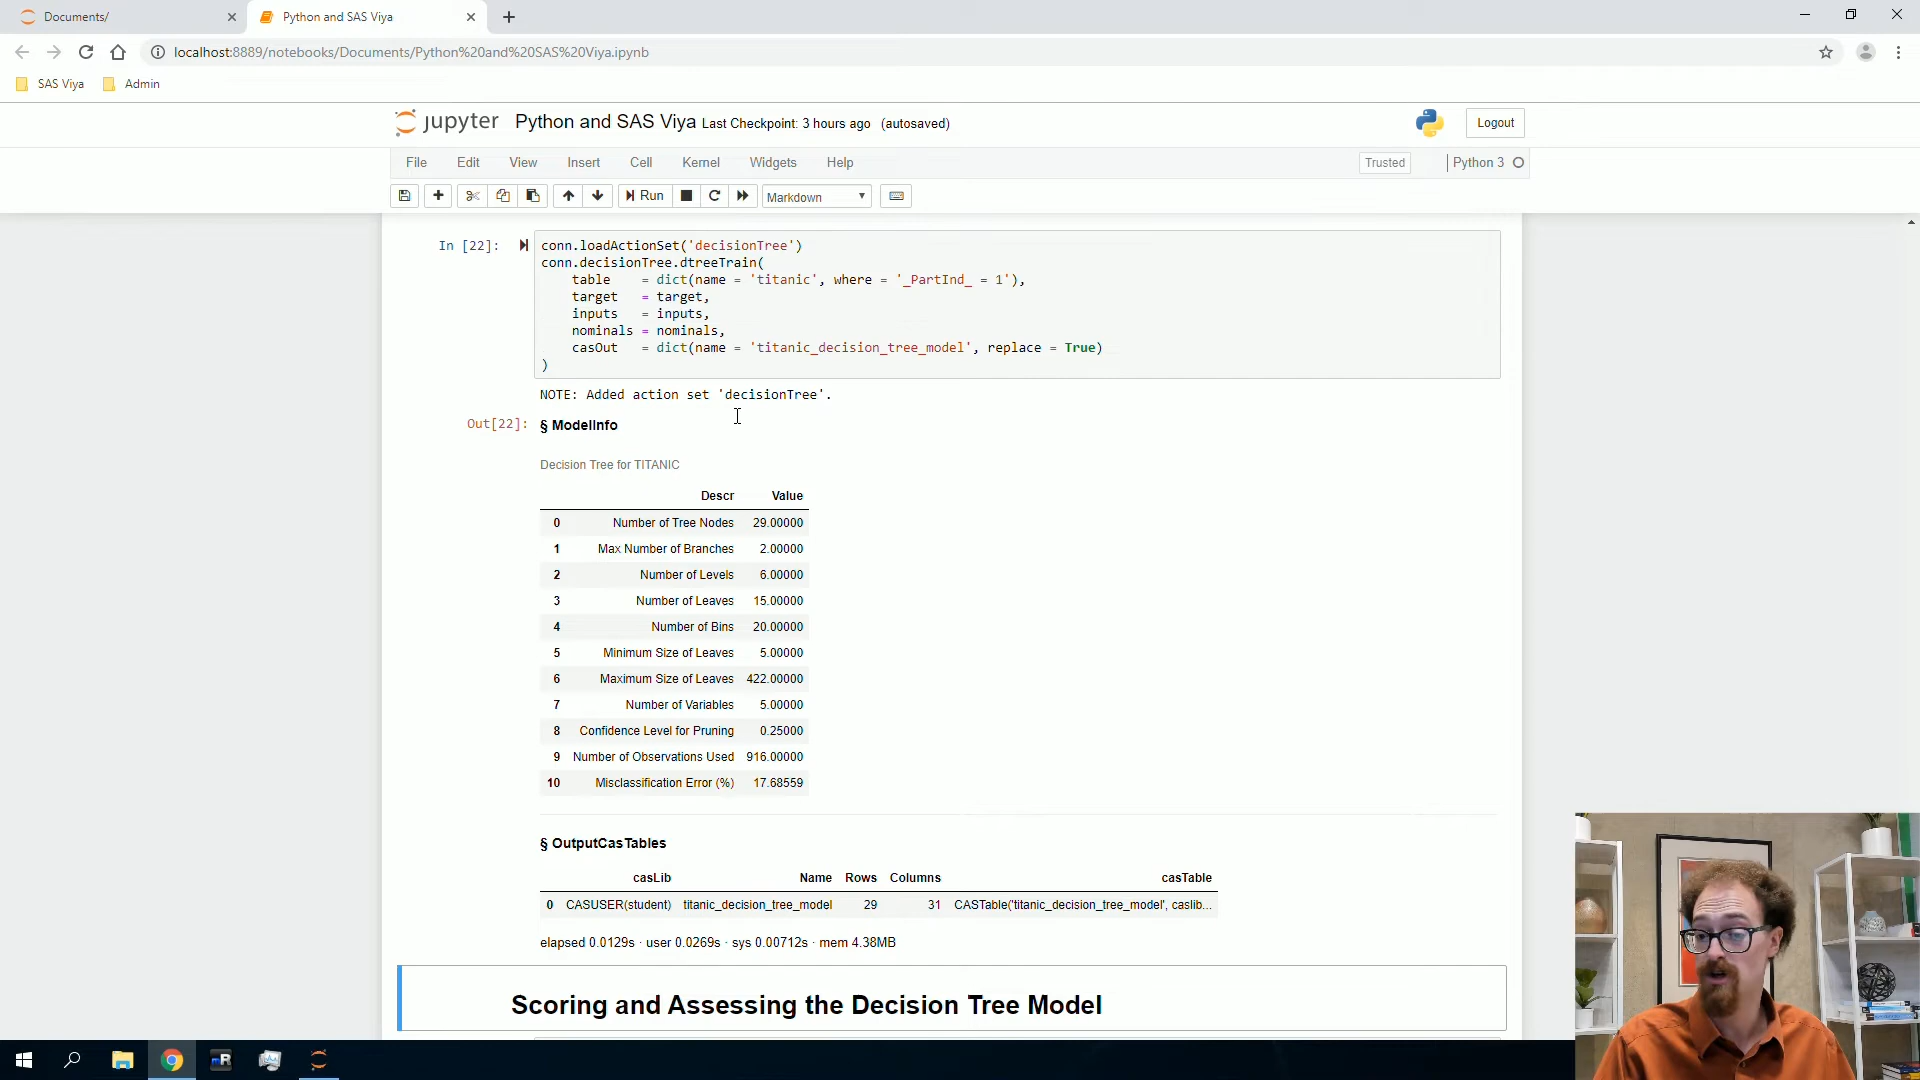 Documents/
Python and SAS Viya
localhost:8889/notebooks/Documents/Python%20and%20SAS%20Viya.ipynb
SAS Viya
Admin
jupyter
Python and SAS Viya Last Checkpoint: 3 hours ago (autosaved)
Logout
File Edit View Insert Cell Kernel Widgets Help
Trusted
Python 3
Run
Markdown
In [22]:
conn.loadActionSet('decisionTree')
conn.decisionTree.dtreeTrain(
    table    = dict(name = 'titanic', where = '_PartInd_ = 1'),
    target   = target,
    inputs   = inputs,
    nominals = nominals,
    casOut   = dict(name = 'titanic_decision_tree_model', replace = True)
)
NOTE: Added action set 'decisionTree'.
Out[22]: § ModelInfo
Decision Tree for TITANIC
Descr Value
0 Number of Tree Nodes 29.00000
1 Max Number of Branches 2.00000
2 Number of Levels 6.00000
3 Number of Leaves 15.00000
4 Number of Bins 20.00000
5 Minimum Size of Leaves 5.00000
6 Maximum Size of Leaves 422.00000
7 Number of Variables 5.00000
8 Confidence Level for Pruning 0.25000
9 Number of Observations Used 916.00000
10 Misclassification Error (%) 17.68559
§ OutputCasTables
casLib Name Rows Columns casTable
0 CASUSER(student) titanic_decision_tree_model 29 31 CASTable('titanic_decision_tree_model', caslib...
elapsed 0.0129s · user 0.0269s · sys 0.00712s · mem 4.38MB
Scoring and Assessing the Decision Tree Model